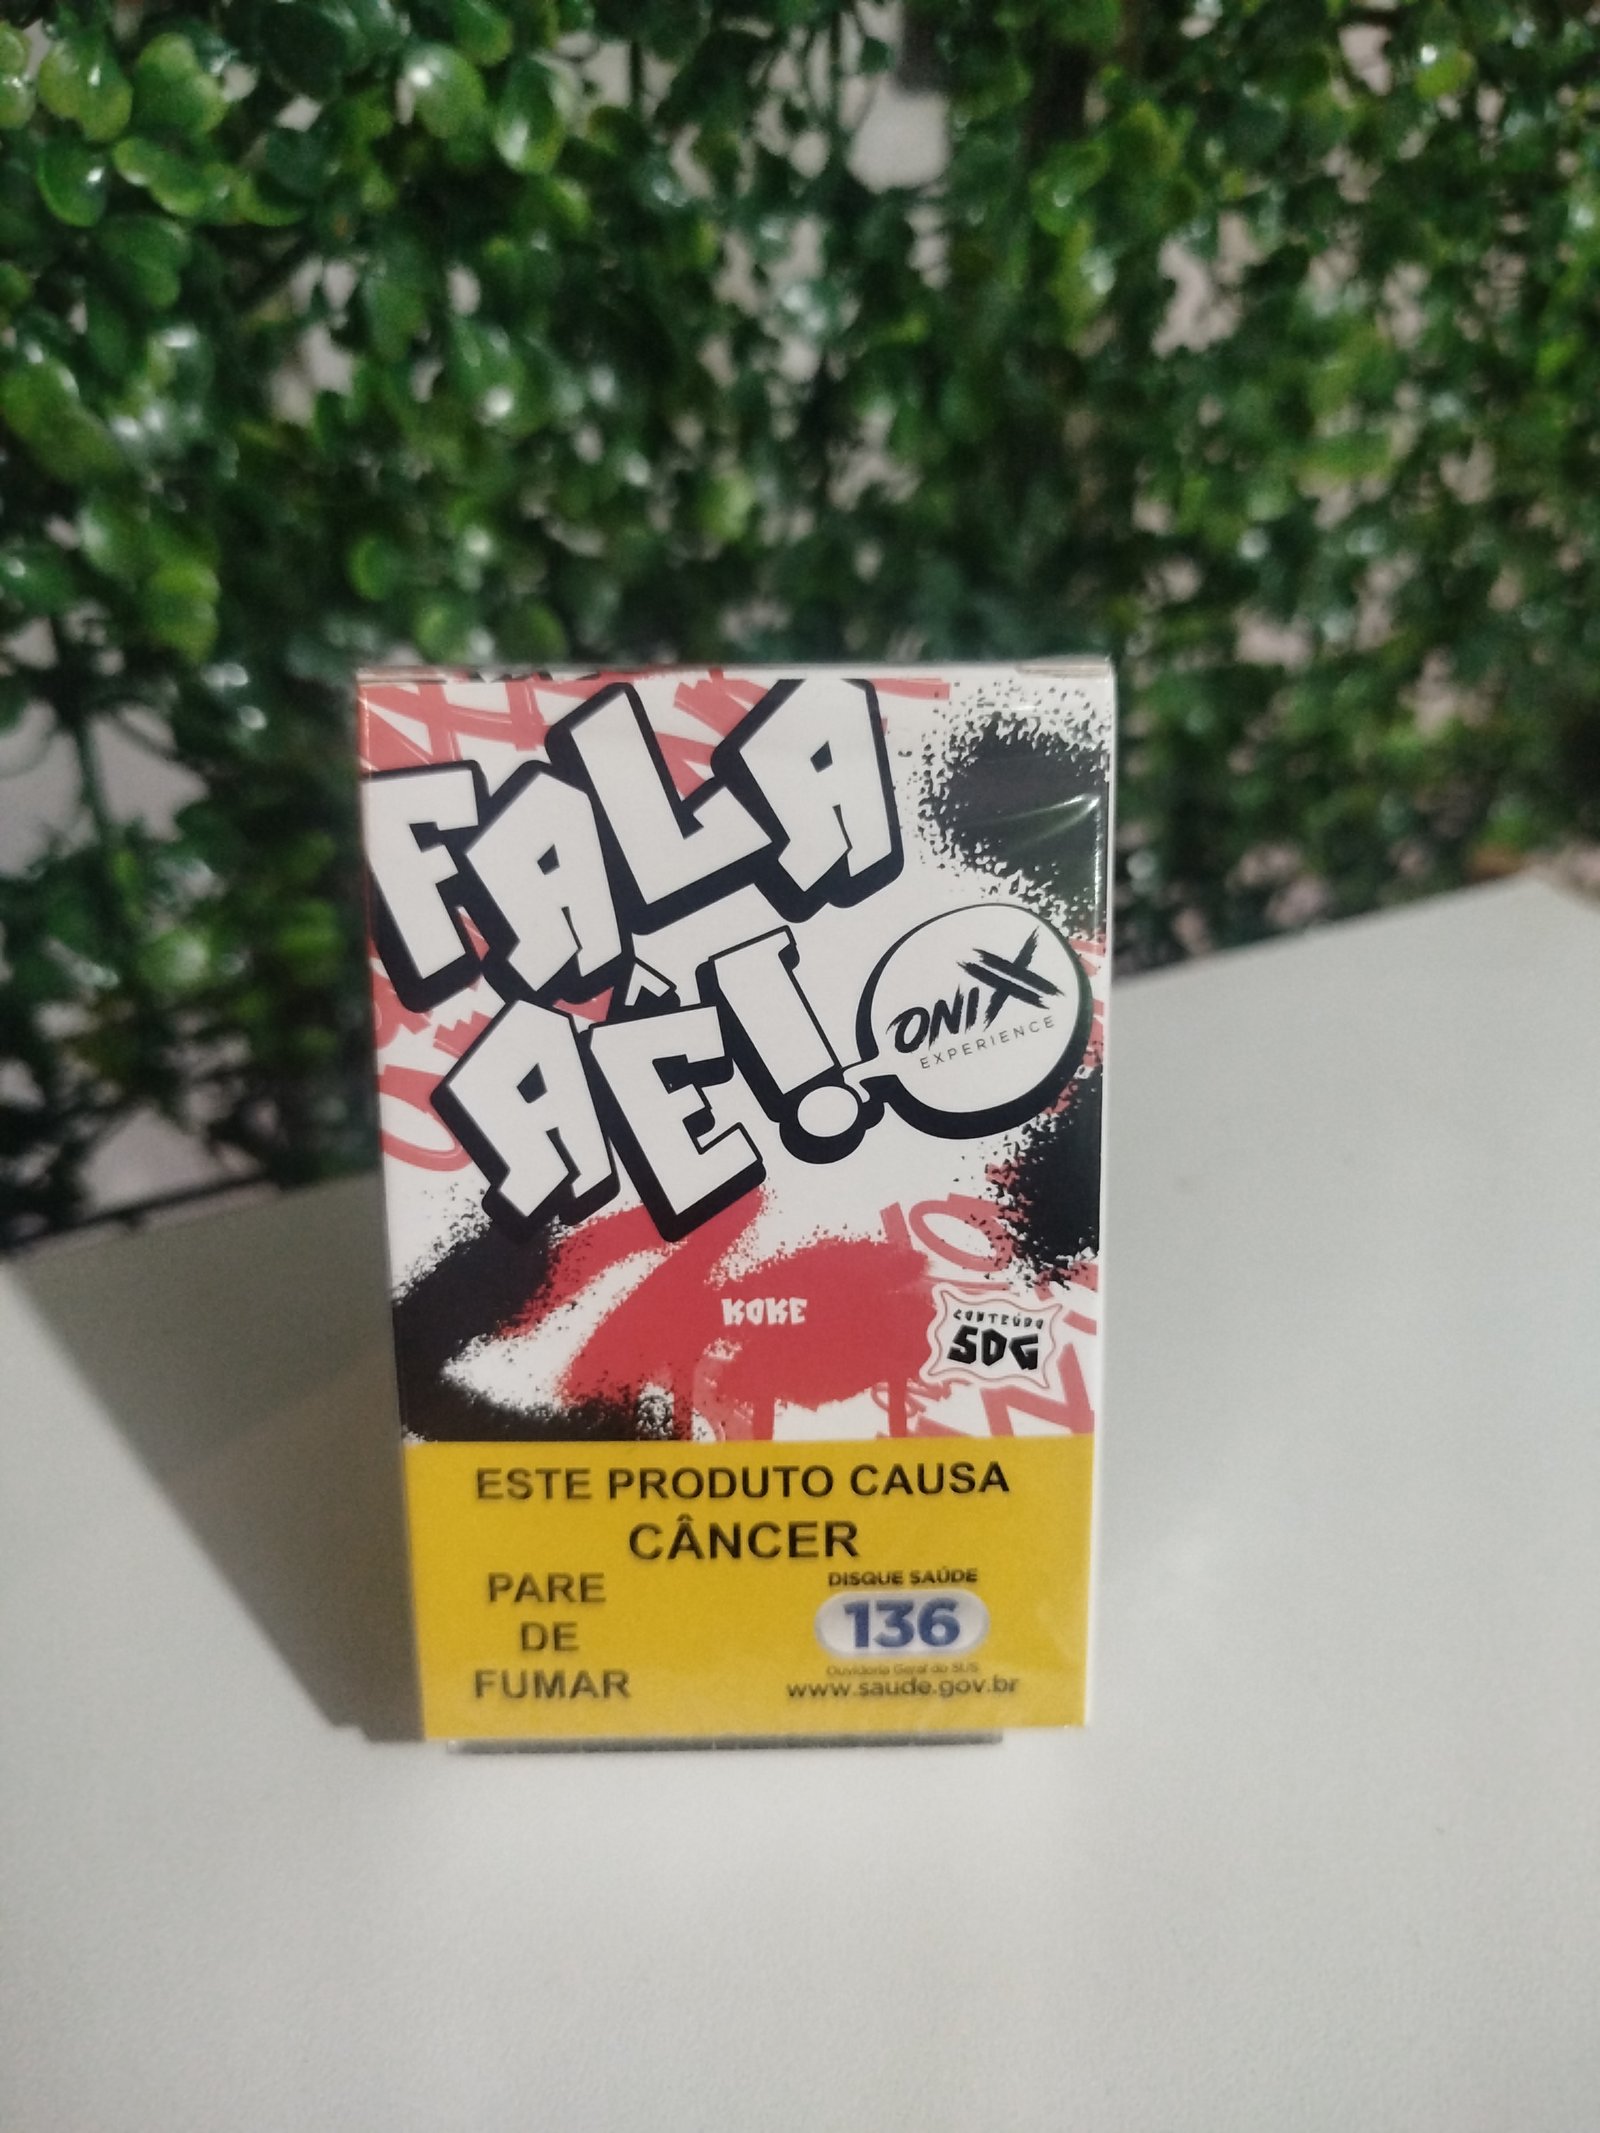 FALA
AÊ!
ONIXX
EXPERIENCE
KOKE
CONTEÚDO
50G
ESTE PRODUTO CAUSA
CÂNCER
PARE
DE
FUMAR
DISQUE SAÚDE
136
Ouvidoria Geral do SUS
www.saude.gov.br